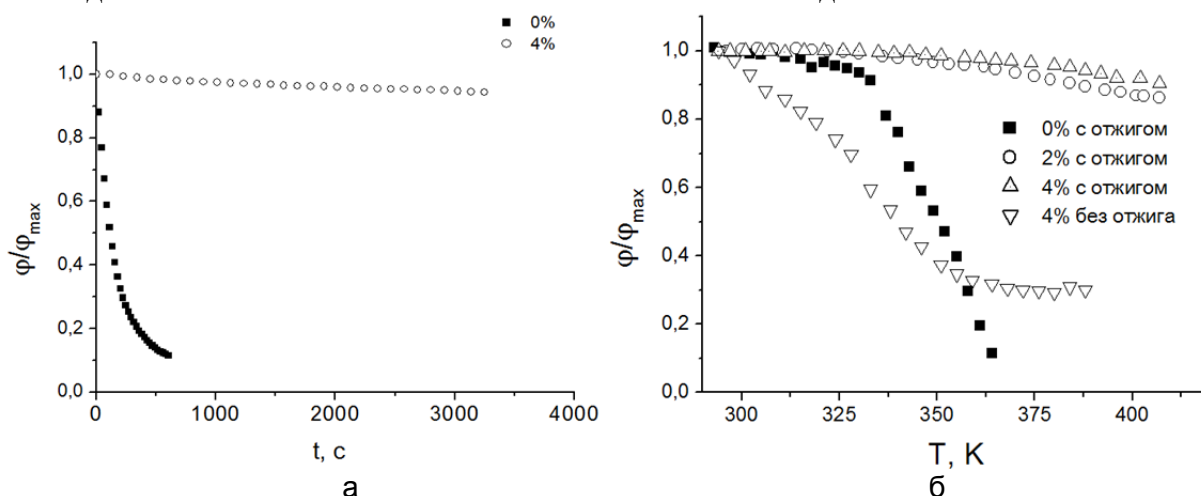 0%
4%
1,0
0,8
0,6
0,4
0,2
0,0
φ/φmax
0 1000 2000 3000 4000
t, с
а
1,0
0,8
0,6
0,4
0,2
0,0
φ/φmax
0% с отжигом
2% с отжигом
4% с отжигом
4% без отжига
300 325 350 375 400
T, K
б